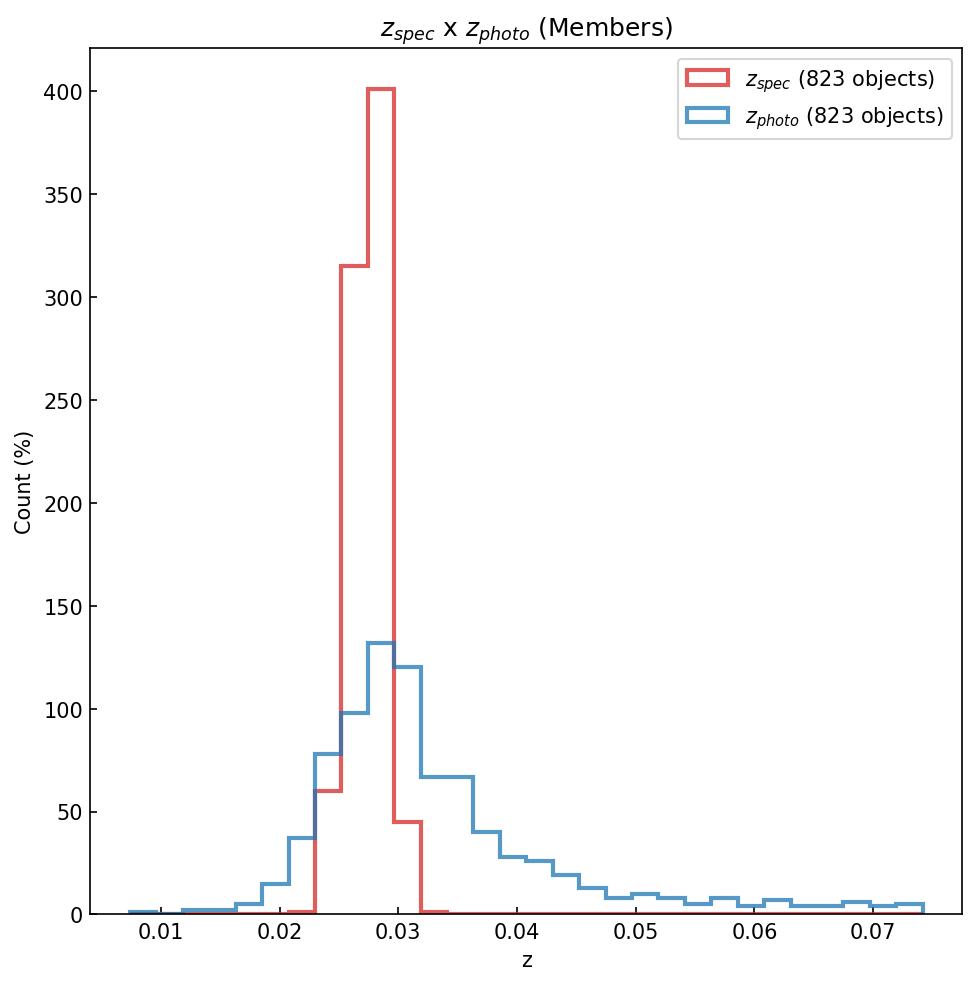 z_spec x z_photo (Members)
z_spec (823 objects)
z_photo (823 objects)
Count (%)
400
350
300
250
200
150
100
50
0
0.01 0.02 0.03 0.04 0.05 0.06 0.07
z